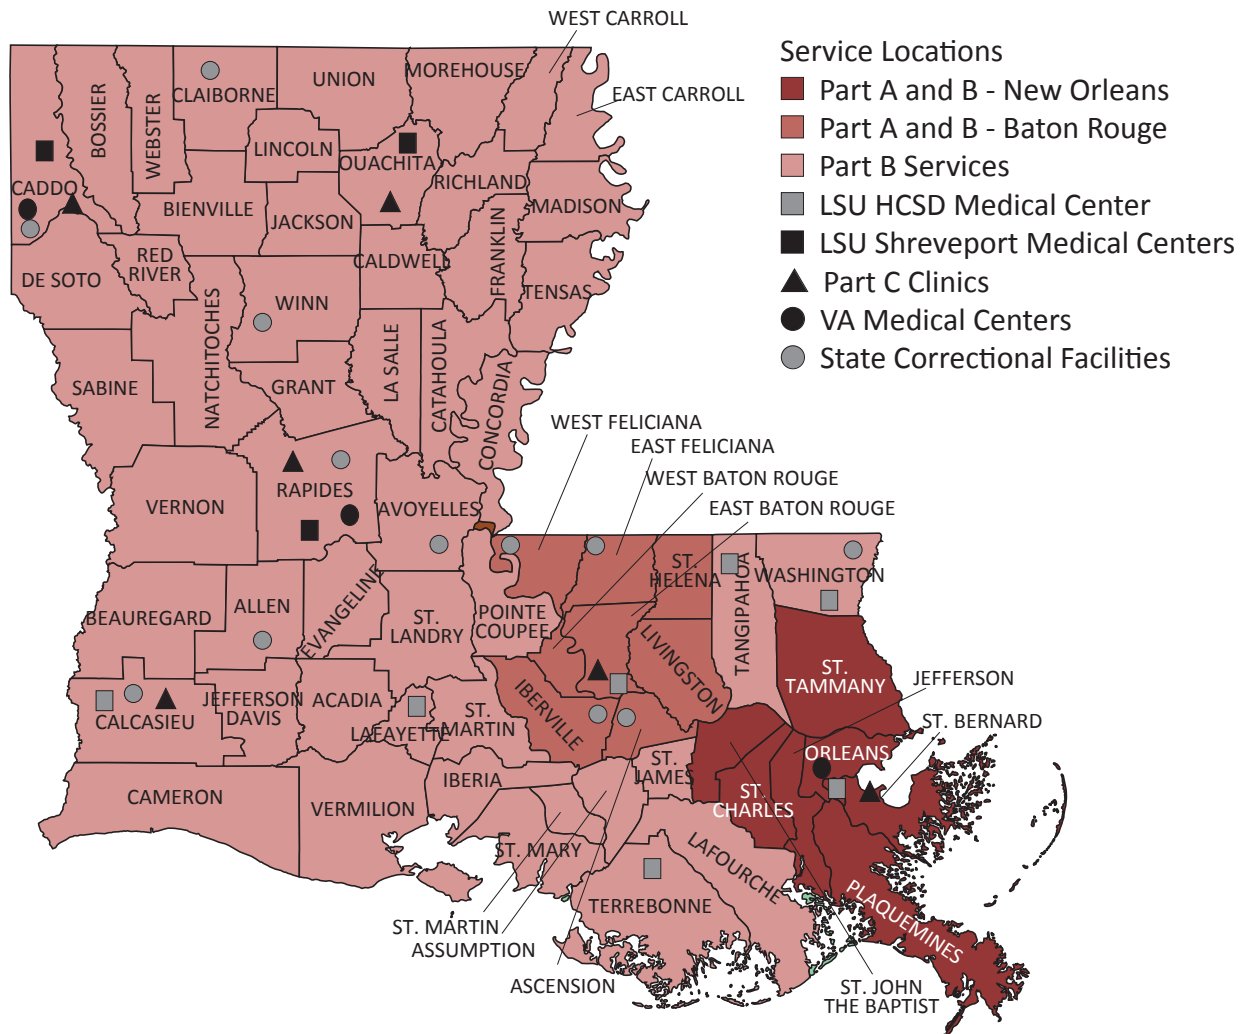 WEST CARROLL
Service Locations
Part A and B - New Orleans
Part A and B - Baton Rouge
Part B Services
LSU HCSD Medical Center
LSU Shreveport Medical Centers
Part C Clinics
VA Medical Centers
State Correctional Facilities
MOREHOUSE
UNION
CLAIBORNE
EAST CARROLL
BOSSIER
WEBSTER
LINCOLN
OUACHITA
RICHLAND
CADDO
BIENVILLE
JACKSON
MADISON
FRANKLIN
RED
RIVER
DE SOTO
CALDWELL
TENSAS
WINN
NATCHITOCHES
LA SALLE
CATAHOULA
CONCORDIA
SABINE
GRANT
WEST FELICIANA
EAST FELICIANA
WEST BATON ROUGE
EAST BATON ROUGE
VERNON
RAPIDES
AVOYELLES
ST.
HELENA
TANGIPAHOA
WASHINGTON
BEAUREGARD
ALLEN
EVANGELINE
ST.
LANDRY
POINTE
COUPEE
LIVINGSTON
ST.
TAMMANY
JEFFERSON
ST. BERNARD
CALCASIEU
JEFFERSON
DAVIS
ACADIA
LAFAYETTE
ST.
MARTIN
IBERVILLE
ORLEANS
ST.
JAMES
ST.
CHARLES
CAMERON
VERMILION
IBERIA
ST. MARY
LAFOURCHE
TERREBONNE
PLAQUEMINES
ST. MARTIN
ASSUMPTION
ASCENSION
ST. JOHN
THE BAPTIST